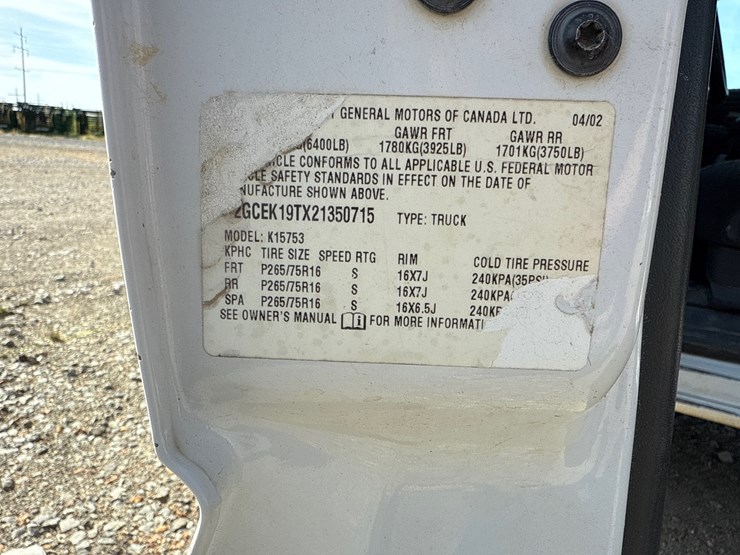 GENERAL MOTORS OF CANADA LTD. 04/02
GAWR FRT GAWR RR
(6400LB) 1780KG(3925LB) 1701KG(3750LB)
CLE CONFORMS TO ALL APPLICABLE U.S. FEDERAL MOTOR
CLE SAFETY STANDARDS IN EFFECT ON THE DATE OF
NUFACTURE SHOWN ABOVE.
2GCEK19TX21350715 TYPE: TRUCK
MODEL: K15753
KPHC TIRE SIZE SPEED RTG RIM COLD TIRE PRESSURE
FRT P265/75R16 S 16X7J 240KPA(35PSI
RR P265/75R16 S 16X7J 240KPA(
SPA P265/75R16 S 16X6.5J 240KP
SEE OWNER'S MANUAL FOR MORE INFORMATI